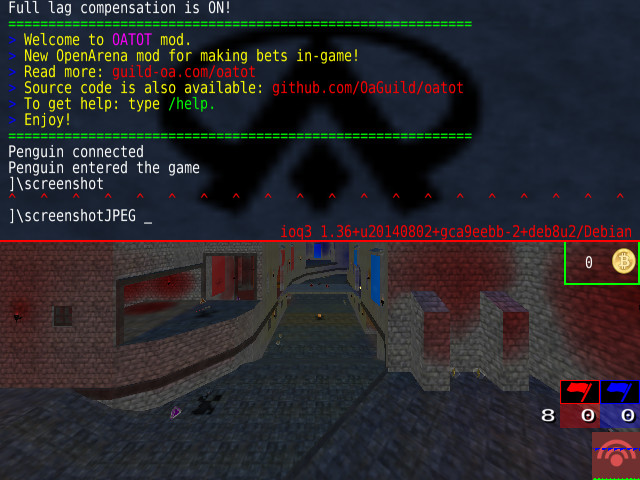 Full lag compensation is ON!
==========================================================
> Welcome to OATOT mod.
> New OpenArena mod for making bets in-game!
> Read more: guild-oa.com/oatot
> Source code is also available: github.com/OaGuild/oatot
> To get help: type /help.
> Enjoy!
==========================================================
Penguin connected
Penguin entered the game
]\screenshot
^ ^ ^ ^ ^ ^ ^ ^ ^ ^ ^ ^ ^ ^ ^ ^ ^ ^ ^ ^
]\screenshotJPEG _
ioq3 1.36+u20140802+gca9eebb-2+deb8u2/Debian
0
8 0 0